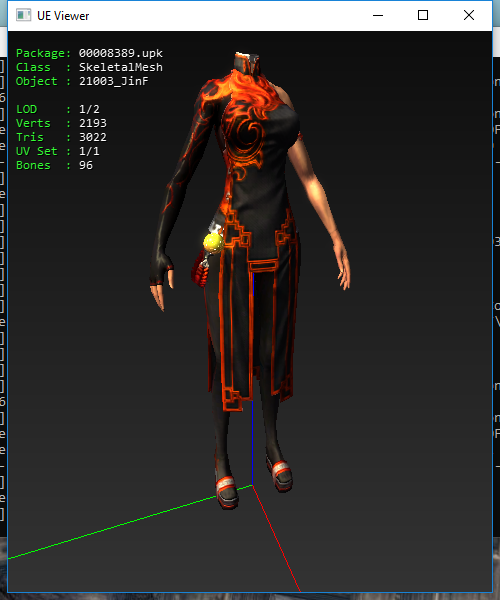 UE Viewer
Package: 00008389.upk
Class : SkeletalMesh
Object : 21003_JinF
LOD : 1/2
Verts : 2193
Tris : 3022
UV Set : 1/1
Bones : 96